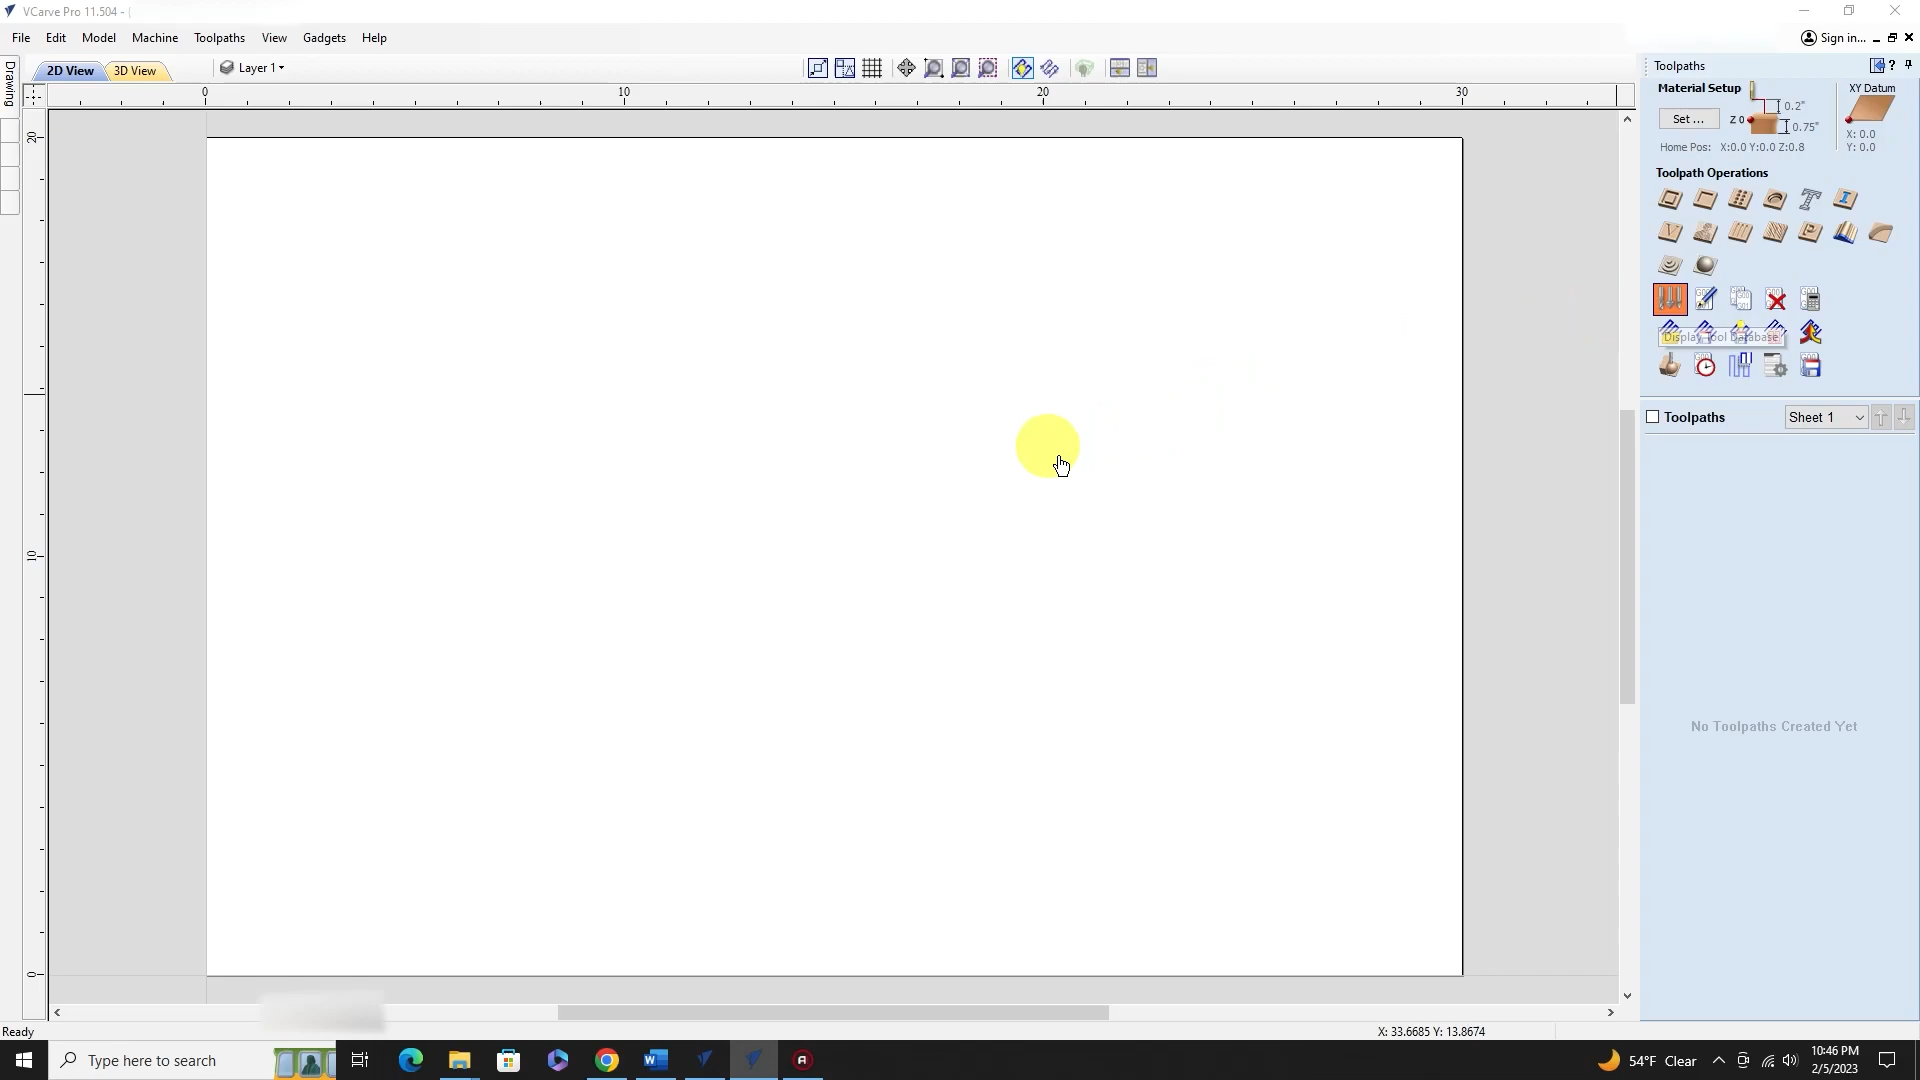 VCarve Pro 11.504 - (
File Edit Model Machine Toolpaths View Gadgets Help
Sign in...
2D View 3D View Layer 1
Drawing
Toolpaths
0 10 20 30
20
10
0
Material Setup
Set ...
Z 0
0.2"
0.75"
Home Pos: X:0.0 Y:0.0 Z:0.8
XY Datum
X: 0.0
Y: 0.0
Toolpath Operations
Display Tool Database
Toolpaths Sheet 1
No Toolpaths Created Yet
Ready
X: 33.6685 Y: 13.8674
Type here to search
54°F Clear
10:46 PM
2/5/2023